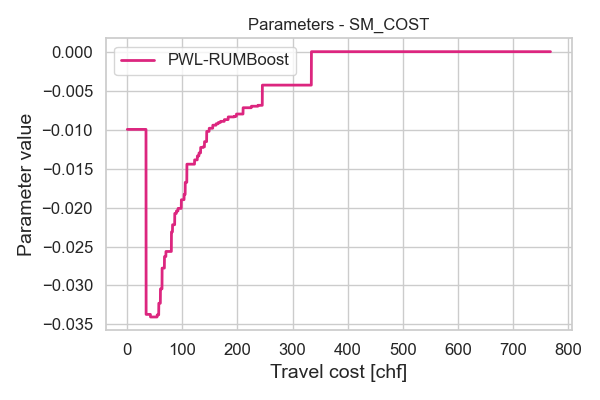 Parameters - SM_COST
PWL-RUMBoost
Parameter value
0.000
−0.005
−0.010
−0.015
−0.020
−0.025
−0.030
−0.035
0 100 200 300 400 500 600 700 800
Travel cost [chf]